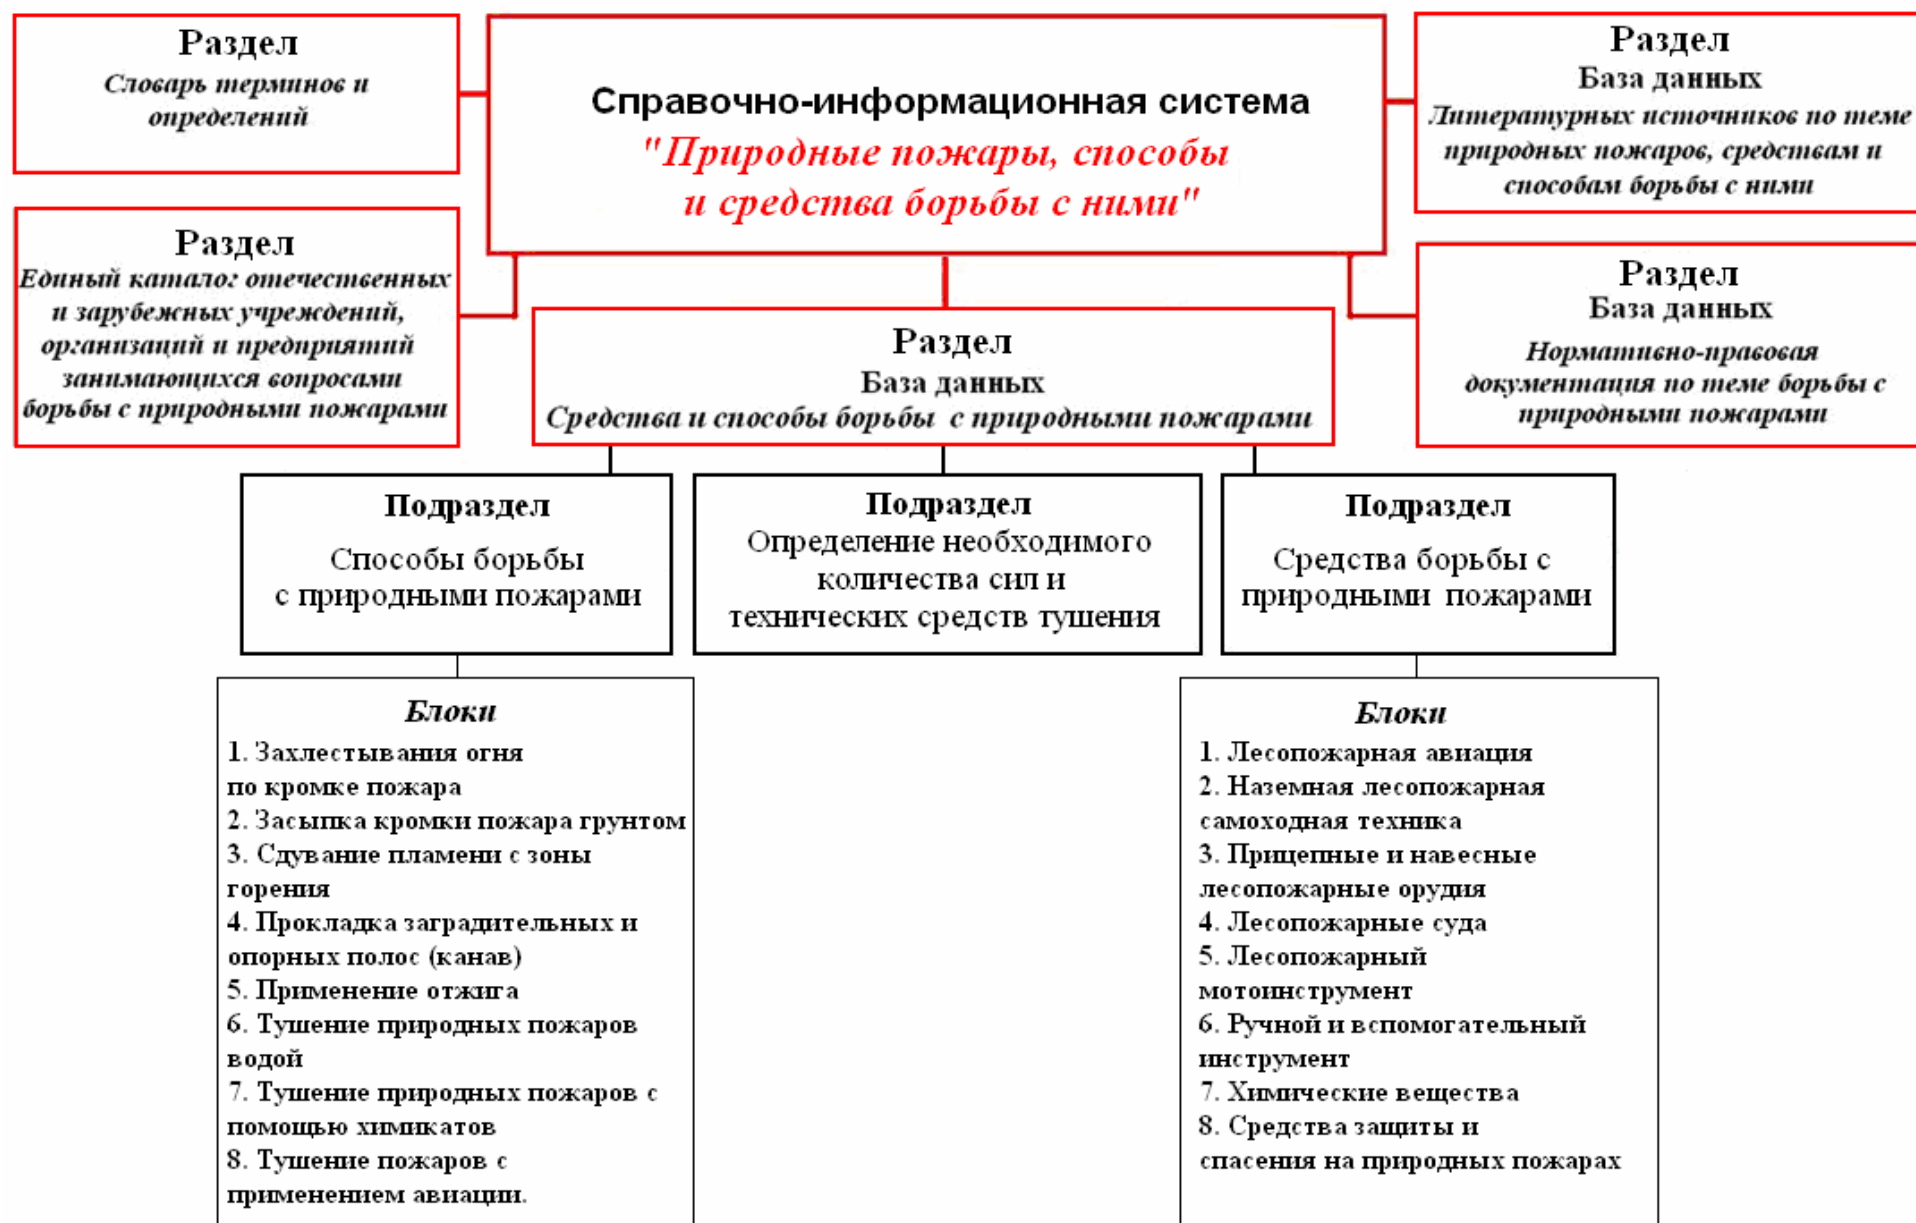 Раздел
Словарь терминов и
определений
Справочно-информационная система
"Природные пожары, способы
и средства борьбы с ними"
Раздел
База данных
Литературных источников по теме
природных пожаров, средствам и
способам борьбы с ними
Раздел
Единый катало: отечественных
и зарубежных учреждений,
организаций и предприятий
занимающихся вопросами
борьбы с природными пожарами
Раздел
База данных
Средства и способы борьбы с природными пожарами
Раздел
База данных
Нормативно-правовая
документация по теме борьбы с
природными пожарами
Подраздел
Способы борьбы
с природными пожарами
Подраздел
Определение необходимого
количества сил и
технических средств тушения
Подраздел
Средства борьбы с
природными пожарами
Блоки
1. Захлестывания огня
по кромке пожара
2. Засыпка кромки пожара грунтом
3. Сдувание пламени с зоны
горения
4. Прокладка заградительных и
опорных полос (канав)
5. Применение отжига
6. Тушение природных пожаров
водой
7. Тушение природных пожаров с
помощью химикатов
8. Тушение пожаров с
применением авиации.
Блоки
1. Лесопожарная авиация
2. Наземная лесопожарная
самоходная техника
3. Прицепные и навесные
лесопожарные орудия
4. Лесопожарные суда
5. Лесопожарный
мотоинструмент
6. Ручной и вспомогательный
инструмент
7. Химические вещества
8. Средства защиты и
спасения на природных пожарах